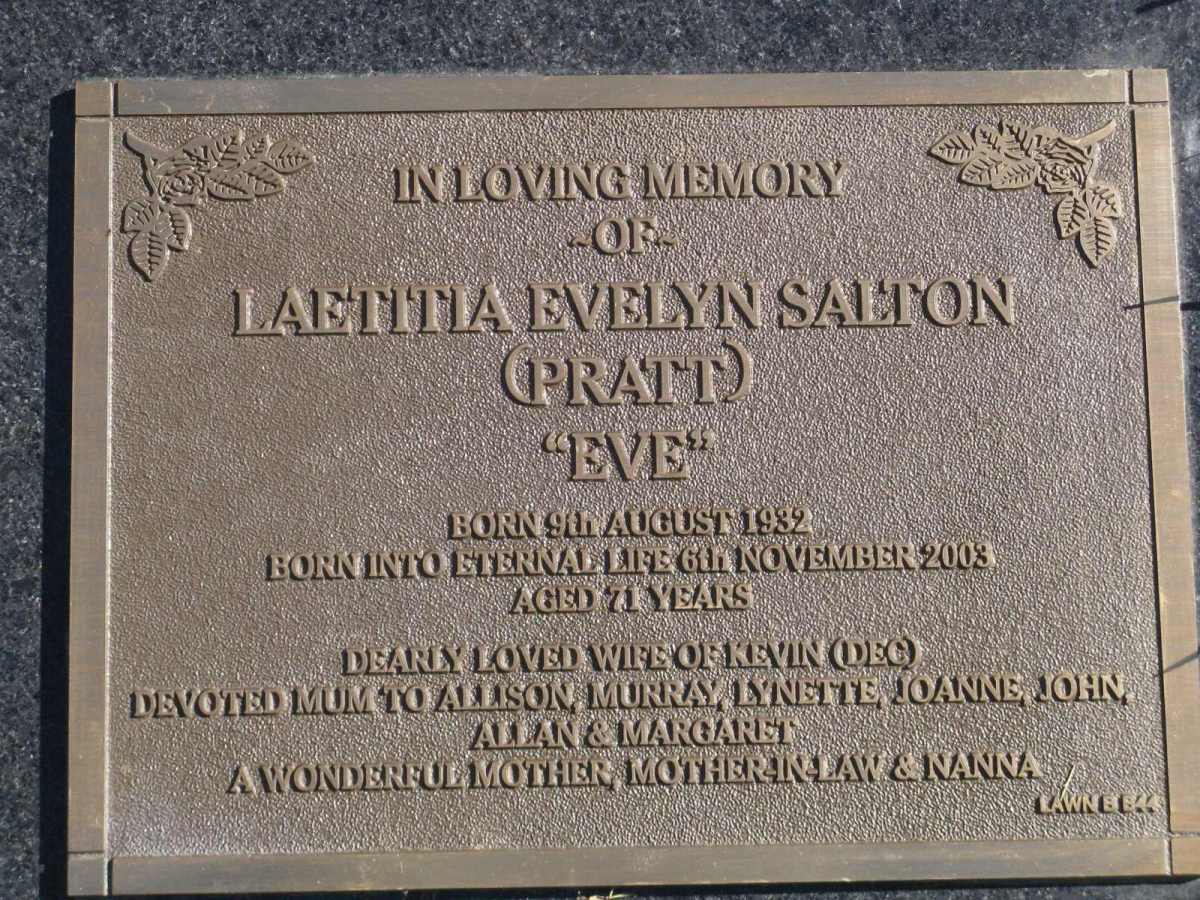 IN LOVING MEMORY
~OF~
LAETITIA EVELYN SALTON
(PRATT)
“EVE”
BORN 9th AUGUST 1932
BORN INTO ETERNAL LIFE 6th NOVEMBER 2003
AGED 71 YEARS
DEARLY LOVED WIFE OF KEVIN (DEC)
DEVOTED MUM TO ALLISON, MURRAY, LYNETTE, JOANNE, JOHN,
ALLAN & MARGARET
A WONDERFUL MOTHER, MOTHER-IN-LAW & NANNA
LAWN B E44